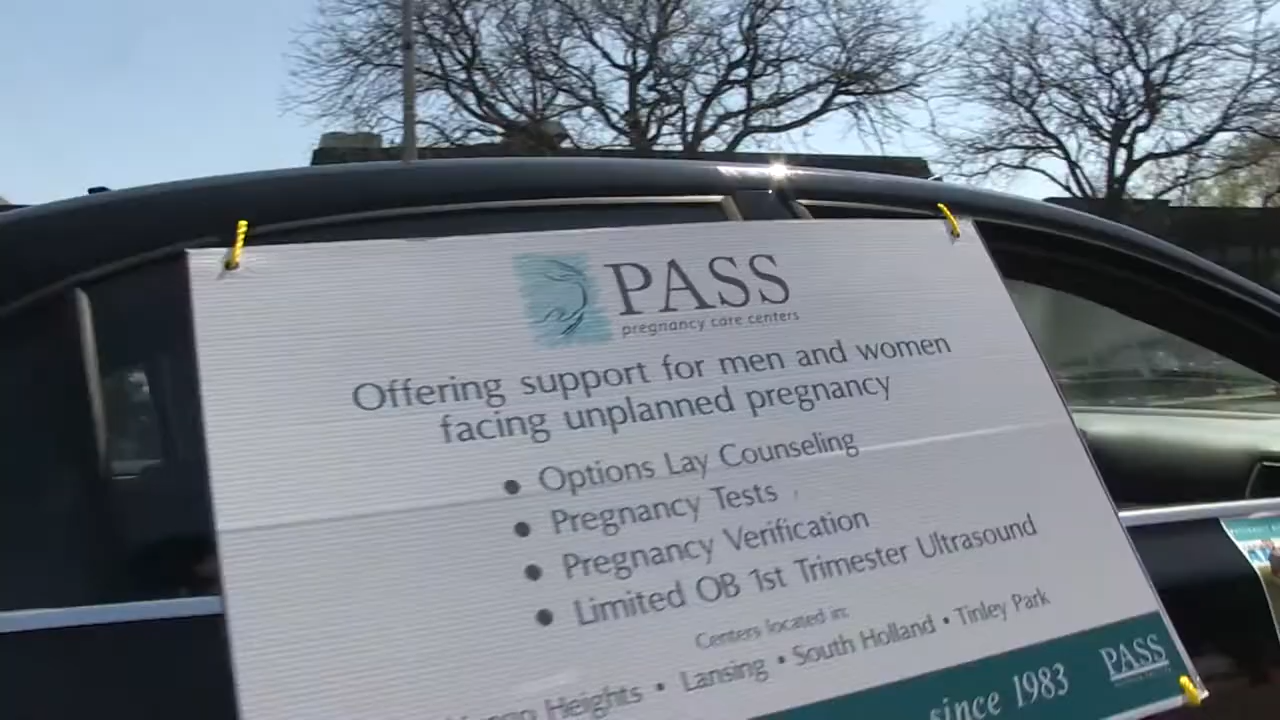 PASS
pregnancy care centers
Offering support for men and women
facing unplanned pregnancy
• Options Lay Counseling
• Pregnancy Tests
• Pregnancy Verification
• Limited OB 1st Trimester Ultrasound
Centers located in:
Heights • Lansing • South Holland • Tinley Park
since 1983 PASS